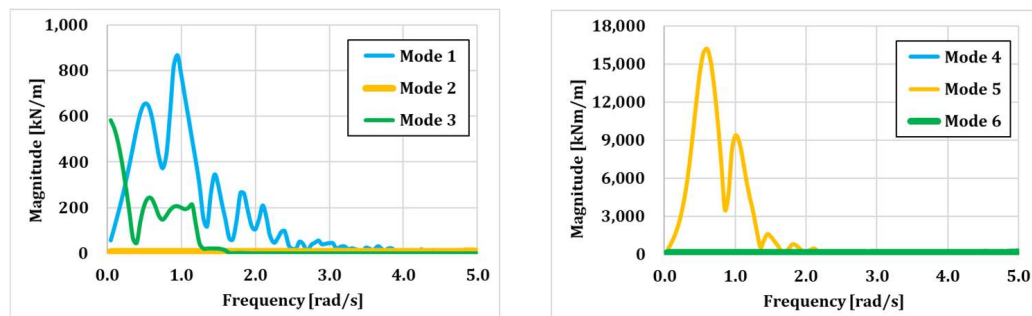 1,000
800
600
400
200
0
Magnitude [kN/m]
0.0 1.0 2.0 3.0 4.0 5.0
Frequency [rad/s]
Mode 1
Mode 2
Mode 3
18,000
15,000
12,000
9,000
6,000
3,000
0
Magnitude [kNm/m]
0.0 1.0 2.0 3.0 4.0 5.0
Frequency [rad/s]
Mode 4
Mode 5
Mode 6